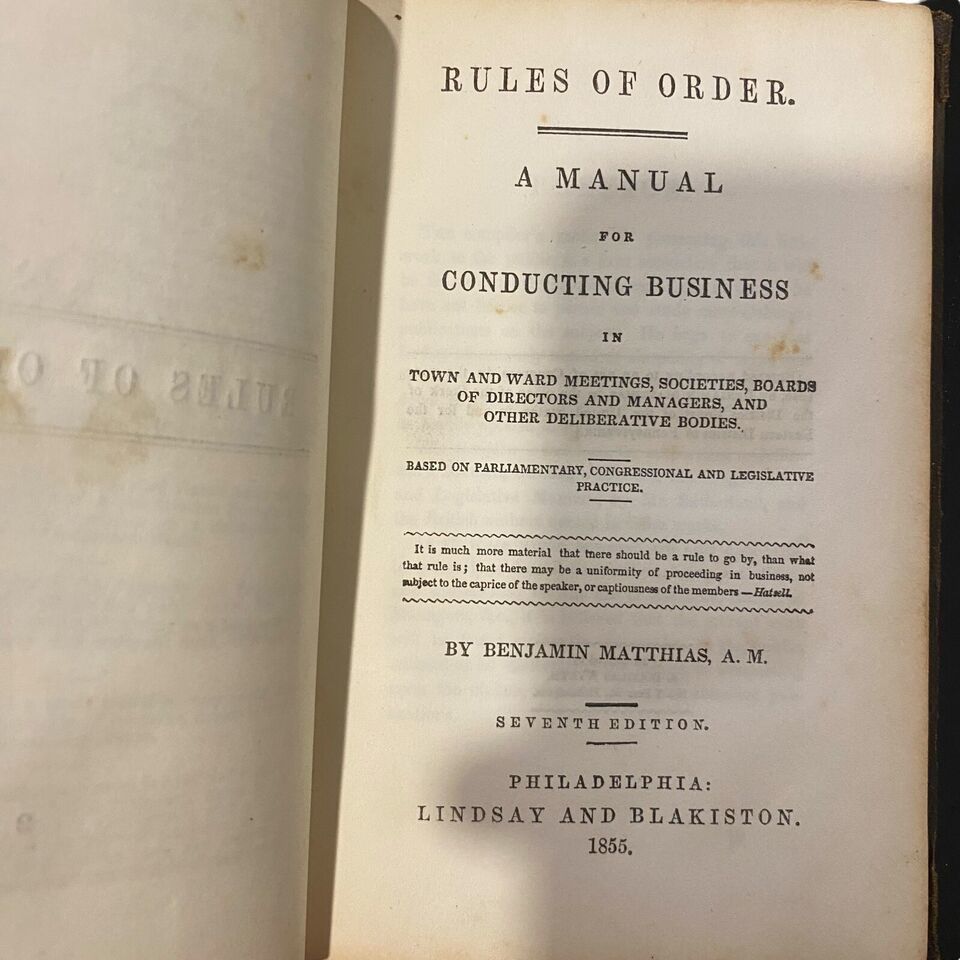 RULES OF ORDER.
A MANUAL
FOR
CONDUCTING BUSINESS
IN
TOWN AND WARD MEETINGS, SOCIETIES, BOARDS
OF DIRECTORS AND MANAGERS, AND
OTHER DELIBERATIVE BODIES.
BASED ON PARLIAMENTARY, CONGRESSIONAL AND LEGISLATIVE
PRACTICE.
It is much more material that tnere should be a rule to go by, than what
that rule is; that there may be a uniformity of proceeding in business, not
subject to the caprice of the speaker, or captiousness of the members — Hatsell.
BY BENJAMIN MATTHIAS, A. M.
SEVENTH EDITION.
PHILADELPHIA:
LINDSAY AND BLAKISTON.
1855.